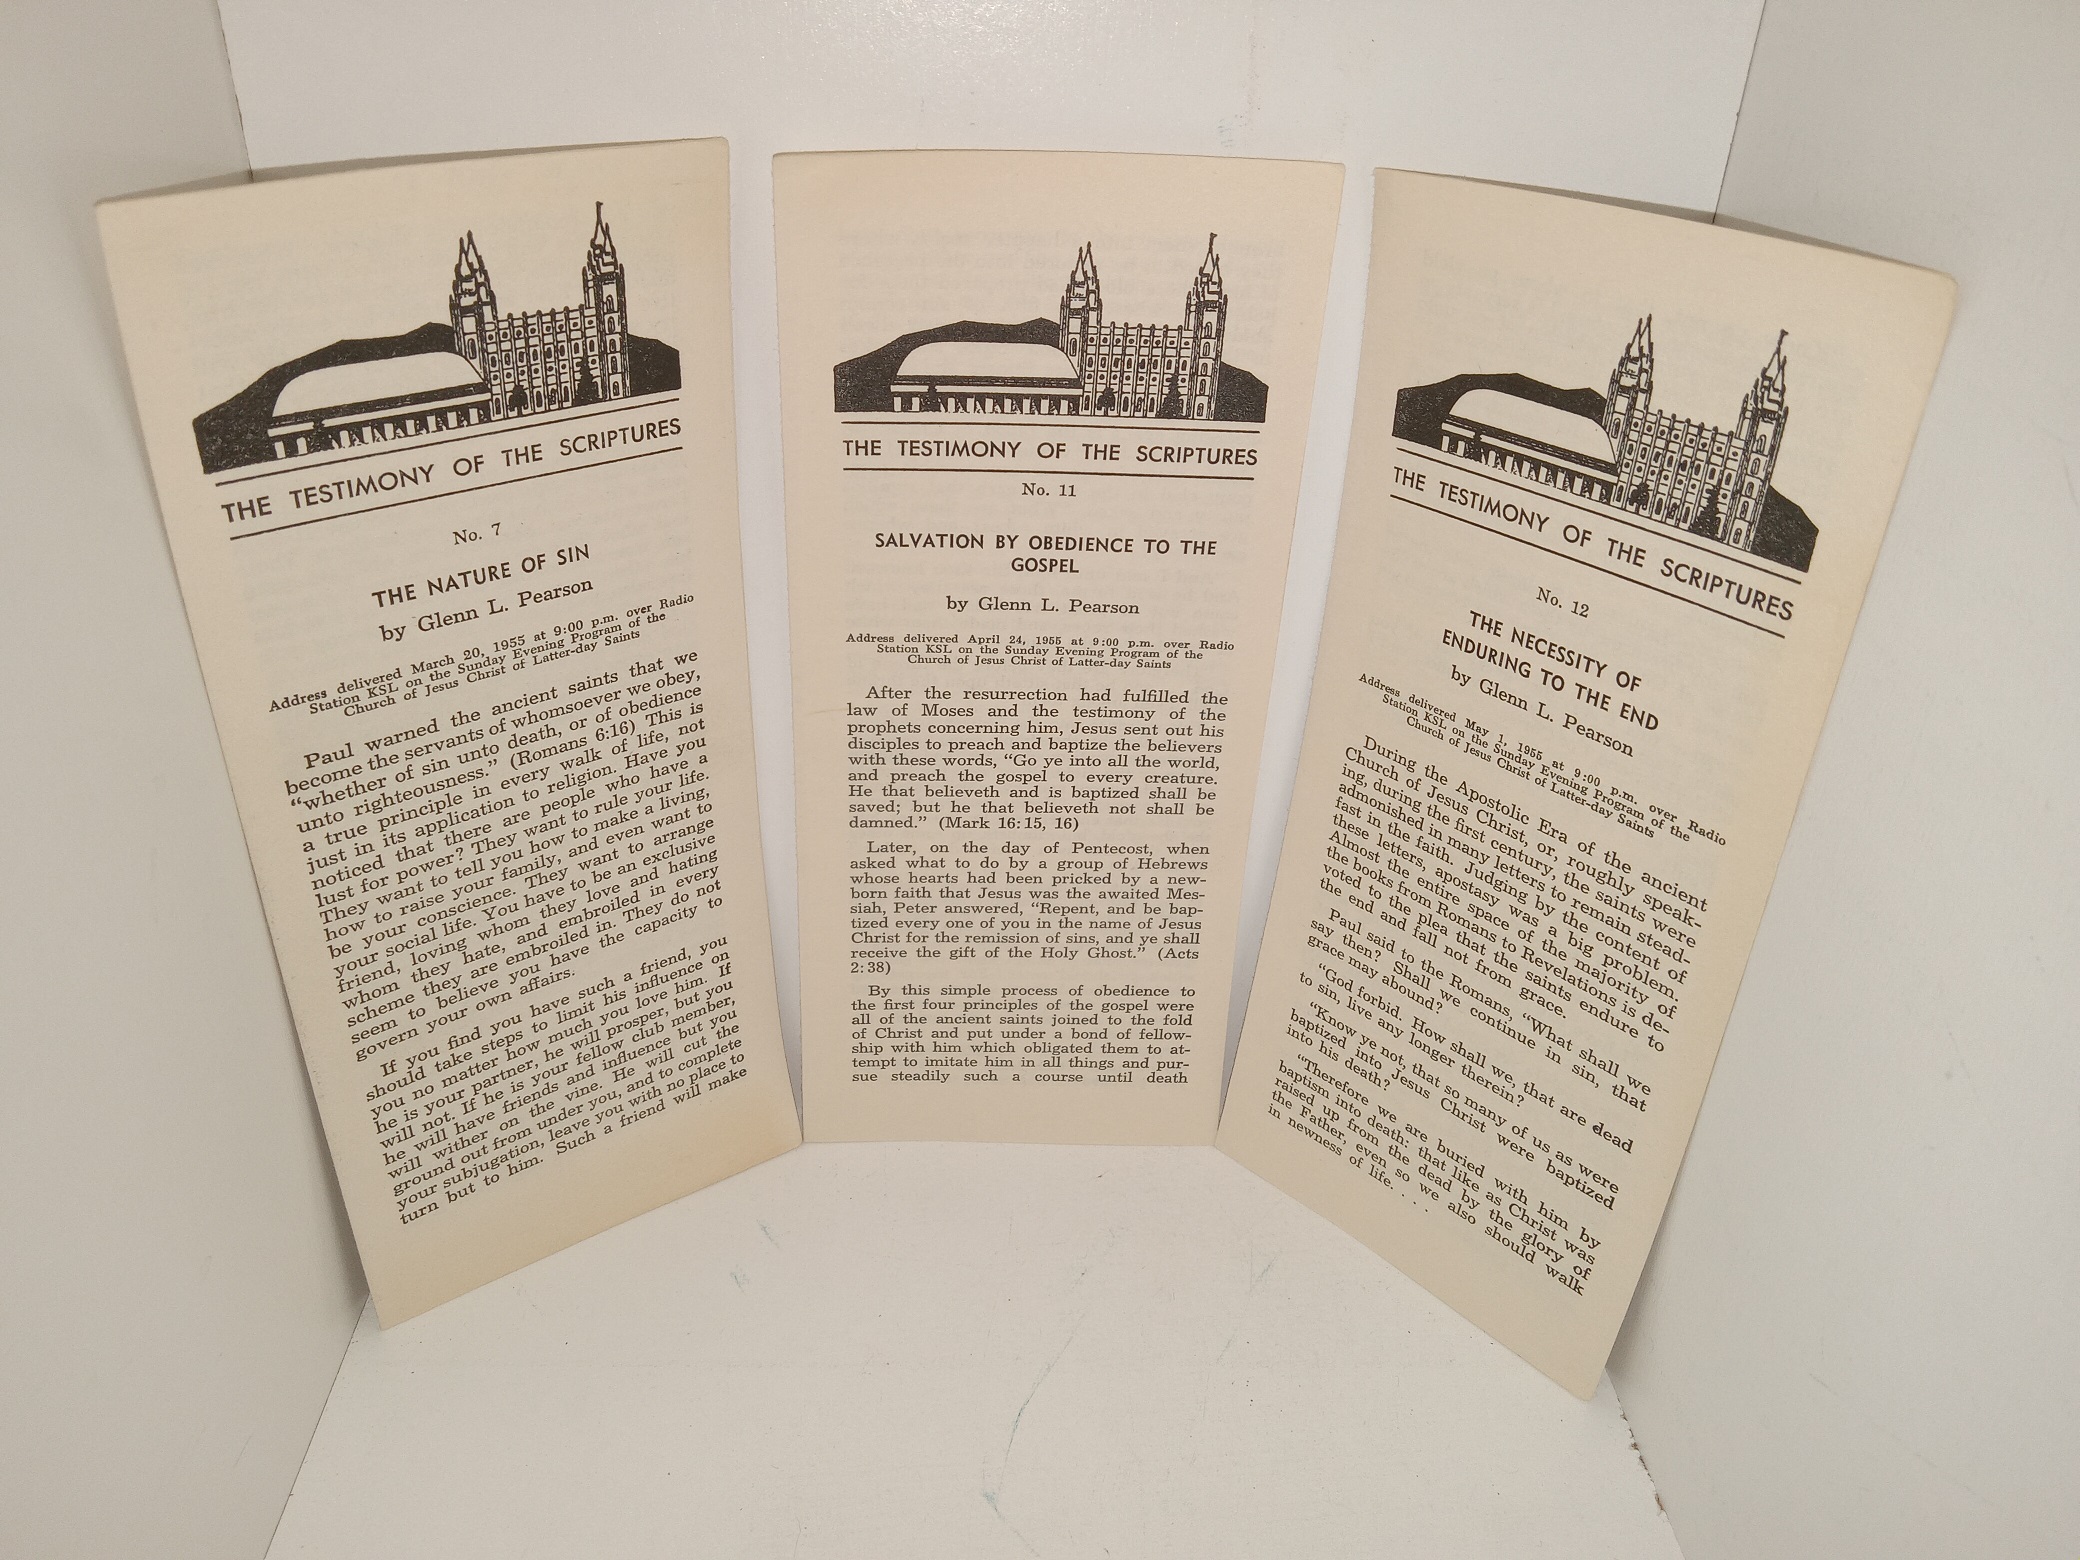 THE TESTIMONY OF THE SCRIPTURES
No. 7
THE NATURE OF SIN
by Glenn L. Pearson
Address delivered March 20, 1955 at 9:00 p.m. over Radio
Station KSL on the Sunday Evening Program of the
Church of Jesus Christ of Latter-day Saints
Paul warned the ancient saints that we
become the servants of whomsoever we obey,
"whether of sin unto death, or of obedience
unto righteousness." (Romans 6:16) This is
a true principle in every walk of life, not
just in its application to religion. Have you
noticed that there are people who have a
lust for power? They want to rule your life.
They want to tell you how to make a living,
how to raise your family, and even want to
be your conscience. They want to arrange
your social life. You have to be an exclusive
friend, loving whom they love and hating
whom they hate, and embroiled in every
scheme they are embroiled in. They do not
seem to believe you have the capacity to
govern your own affairs.
If you find you have such a friend, you
should take steps to limit his influence on
you no matter how much you love him. If
he is your partner, he will prosper, but you
will not. If he is your fellow club member,
he will have friends and influence but you
will wither on the vine. He will cut the
ground out from under you, and to complete
your subjugation, leave you with no place to
turn but to him. Such a friend will make
THE TESTIMONY OF THE SCRIPTURES
No. 11
SALVATION BY OBEDIENCE TO THE
GOSPEL
by Glenn L. Pearson
Address delivered April 24, 1955 at 9:00 p.m. over Radio
Station KSL on the Sunday Evening Program of the
Church of Jesus Christ of Latter-day Saints
After the resurrection had fulfilled the
law of Moses and the testimony of the
prophets concerning him, Jesus sent out his
disciples to preach and baptize the believers
with these words, "Go ye into all the world,
and preach the gospel to every creature.
He that believeth and is baptized shall be
saved; but he that believeth not shall be
damned." (Mark 16:15, 16)
Later, on the day of Pentecost, when
asked what to do by a group of Hebrews
whose hearts had been pricked by a new-
born faith that Jesus was the awaited Mes-
siah, Peter answered, "Repent, and be bap-
tized every one of you in the name of Jesus
Christ for the remission of sins, and ye shall
receive the gift of the Holy Ghost." (Acts
2:38)
By this simple process of obedience to
the first four principles of the gospel were
all of the ancient saints joined to the fold
of Christ and put under a bond of fellow-
ship with him which obligated them to at-
tempt to imitate him in all things and pur-
sue steadily such a course until death
THE TESTIMONY OF THE SCRIPTURES
No. 12
THE NECESSITY OF
ENDURING TO THE END
by Glenn L. Pearson
Address delivered May 1, 1955 at 9:00 p.m. over Radio
Station KSL on the Sunday Evening Program of the
Church of Jesus Christ of Latter-day Saints
During the Apostolic Era of the ancient
Church of Jesus Christ, or, roughly speak-
ing, during the first century, the saints were
admonished in many letters to remain stead-
fast in the faith. Judging by the content of
these letters, apostasy was a big problem.
Almost the entire space of the majority of
the books from Romans to Revelations is de-
voted to the plea that the saints endure to
the end and fall not from grace.
Paul said to the Romans, "What shall we
say then? Shall we continue in sin, that
grace may abound?
"God forbid. How shall we, that are dead
to sin, live any longer therein?
"Know ye not, that so many of us as were
baptized into Jesus Christ were baptized
into his death?
"Therefore we are buried with him by
baptism into death: that like as Christ was
raised up from the dead by the glory of
the Father, even so we also should walk
in newness of life. . . .